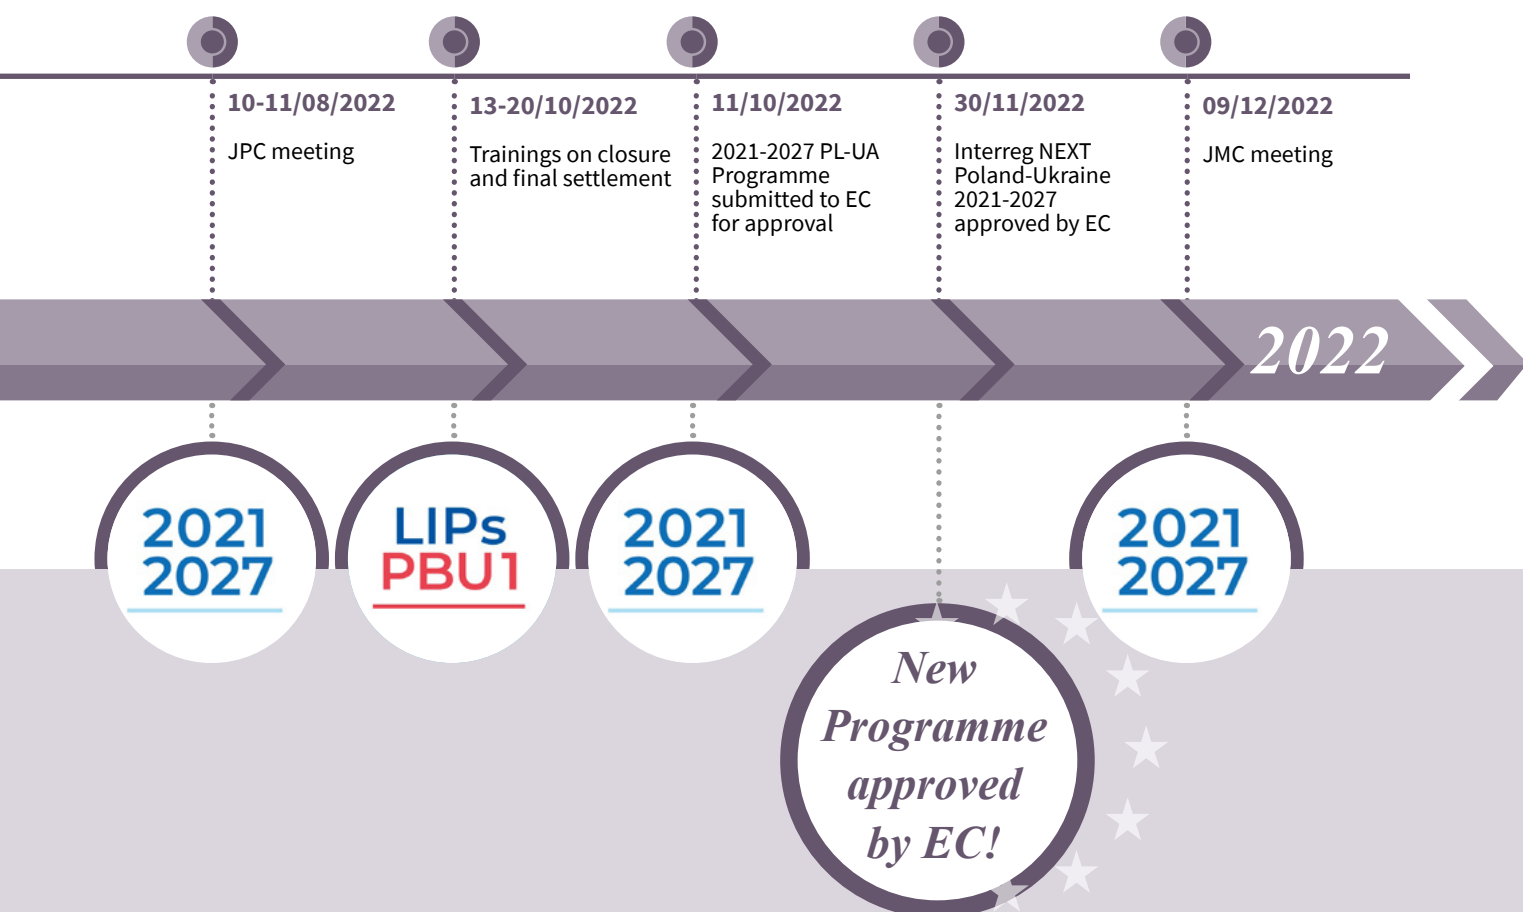 10-11/08/2022
JPC meeting
13-20/10/2022
Trainings on closure
and final settlement
11/10/2022
2021-2027 PL-UA
Programme
submitted to EC
for approval
30/11/2022
Interreg NEXT
Poland-Ukraine
2021-2027
approved by EC
09/12/2022
JMC meeting
2022
2021
2027
LIPs
PBU1
2021
2027
2021
2027
New
Programme
approved
by EC!